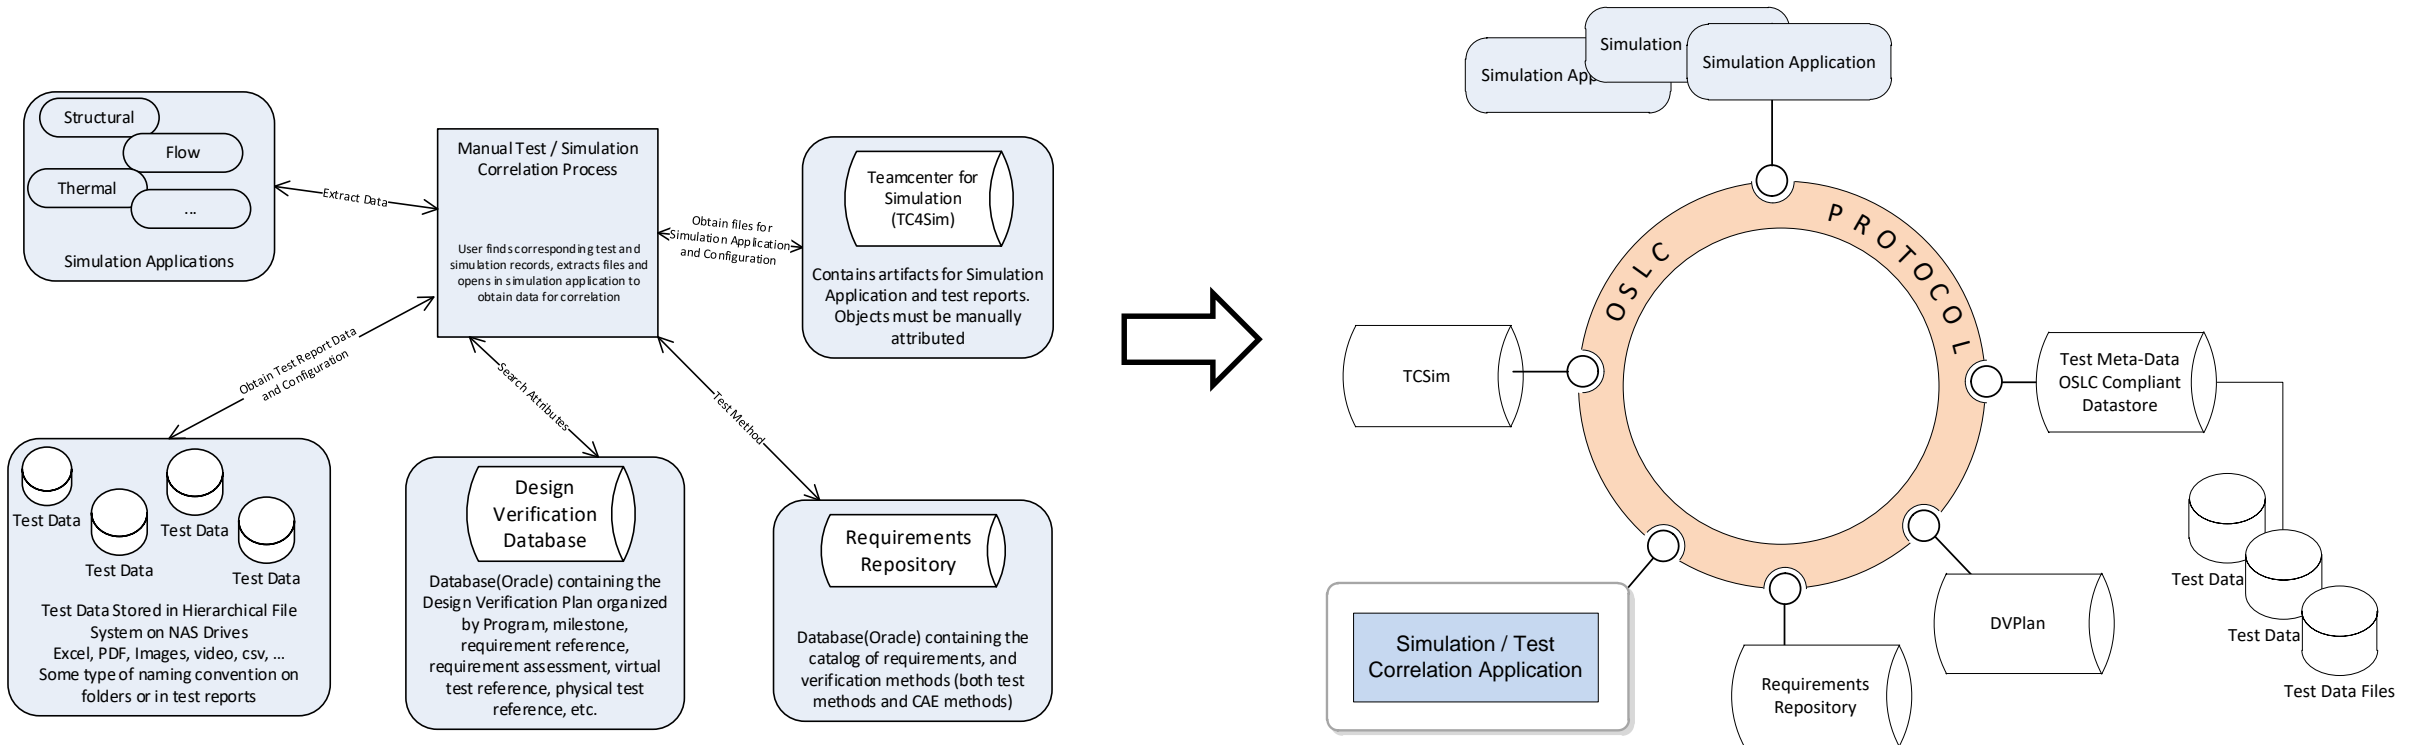 Structural
Flow
Thermal
...
Simulation Applications
Extract Data
Manual Test / Simulation
Correlation Process
User finds corresponding test and
simulation records, extracts files and
opens in simulation application to
obtain data for correlation
Obtain files for
Simulation Application
and Configuration
Teamcenter for
Simulation
(TC4Sim)
Contains artifacts for Simulation
Application and test reports.
Objects must be manually
attributed
Obtain Test Report Data
and Configuration
Search Attributes
Test Method
Test Data
Test Data
Test Data
Test Data
Test Data Stored in Hierarchical File
System on NAS Drives
Excel, PDF, Images, video, csv, ...
Some type of naming convention on
folders or in test reports
Design
Verification
Database
Database(Oracle) containing the
Design Verification Plan organized
by Program, milestone,
requirement reference,
requirement assessment, virtual
test reference, physical test
reference, etc.
Requirements
Repository
Database(Oracle) containing the
catalog of requirements, and
verification methods (both test
methods and CAE methods)
Simulation App
Simulation
Simulation Application
OSLC PROTOCOL
TCSim
Test Meta-Data
OSLC Compliant
Datastore
Test Data
Test Data
Test Data Files
DVPlan
Requirements
Repository
Simulation / Test
Correlation Application